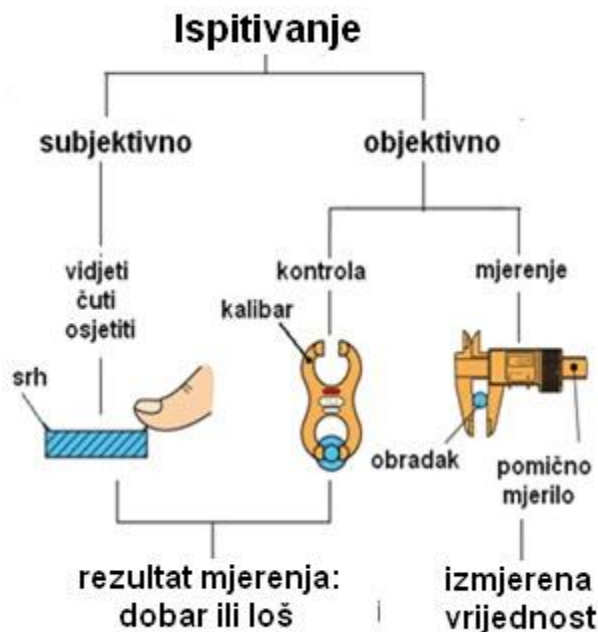 Ispitivanje
subjektivno
objektivno
vidjeti
čuti
osjetiti
kontrola
mjerenje
kalibar
srh
obradak
pomično
mjerilo
rezultat mjerenja:
dobar ili loš
izmjerena
vrijednost